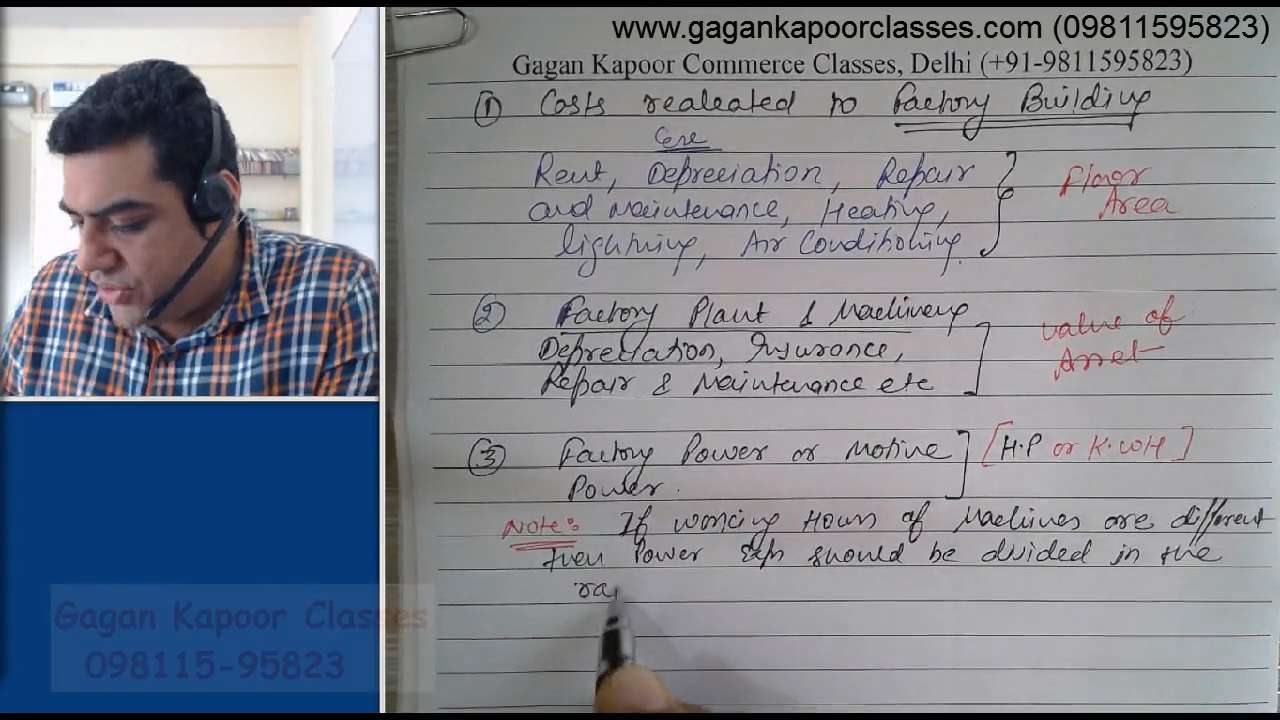 www.gagankapoorclasses.com (09811595823)
Gagan Kapoor Commerce Classes, Delhi (+91-9811595823)
① Costs realeated to Factory Building
Rent, Depreciation, Repair
and Maintenance, Heating,
lightning, Air Conditioning.
Floor
Area
② Factory Plant & Machinery
Depreciation, Insurance,
Repair & Maintenance etc
Value of
Asset
③ Factory Power or Motive
Power.
[H.P or K.WH]
Note: If working Hours of Machines are different
then Power Exp should be divided in the
ra
Gagan Kapoor Classes
098115-95823